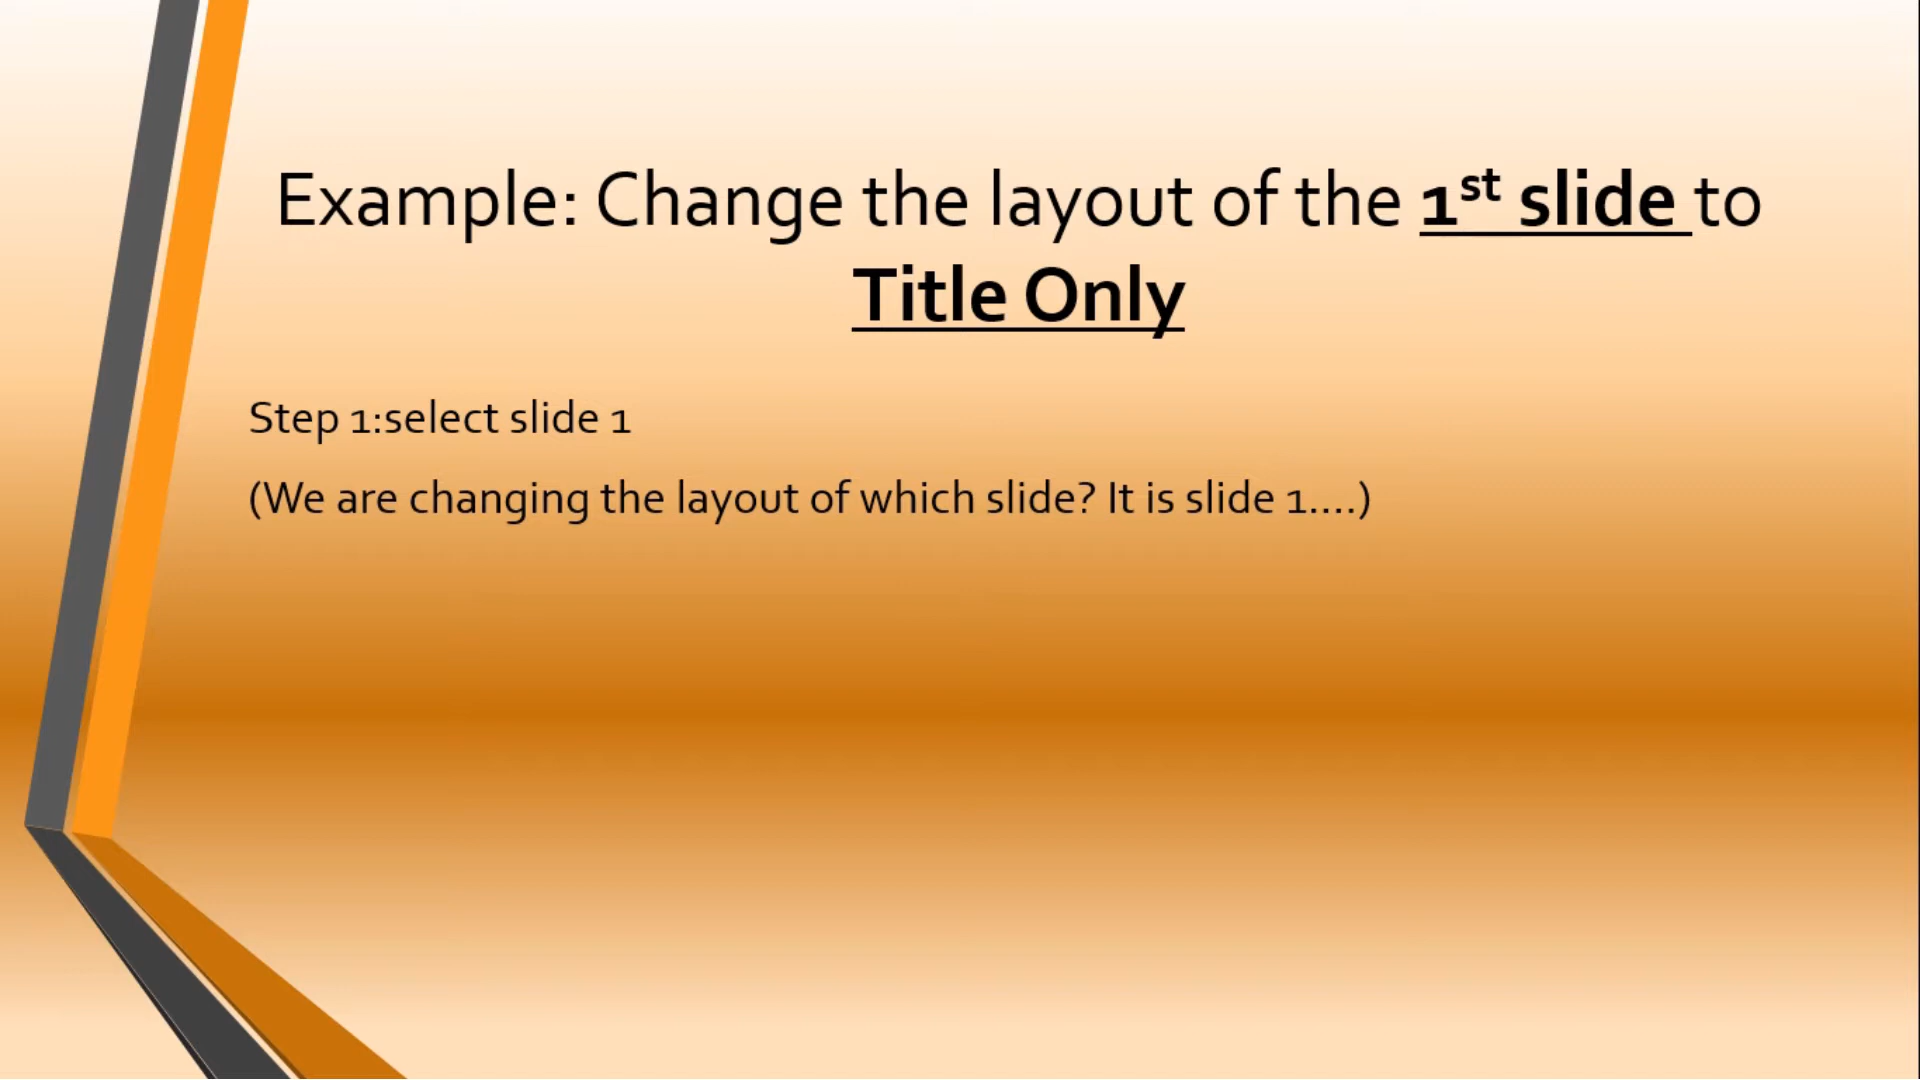 Example: Change the layout of the 1st slide to
Title Only
Step 1:select slide 1
(We are changing the layout of which slide? It is slide 1....)